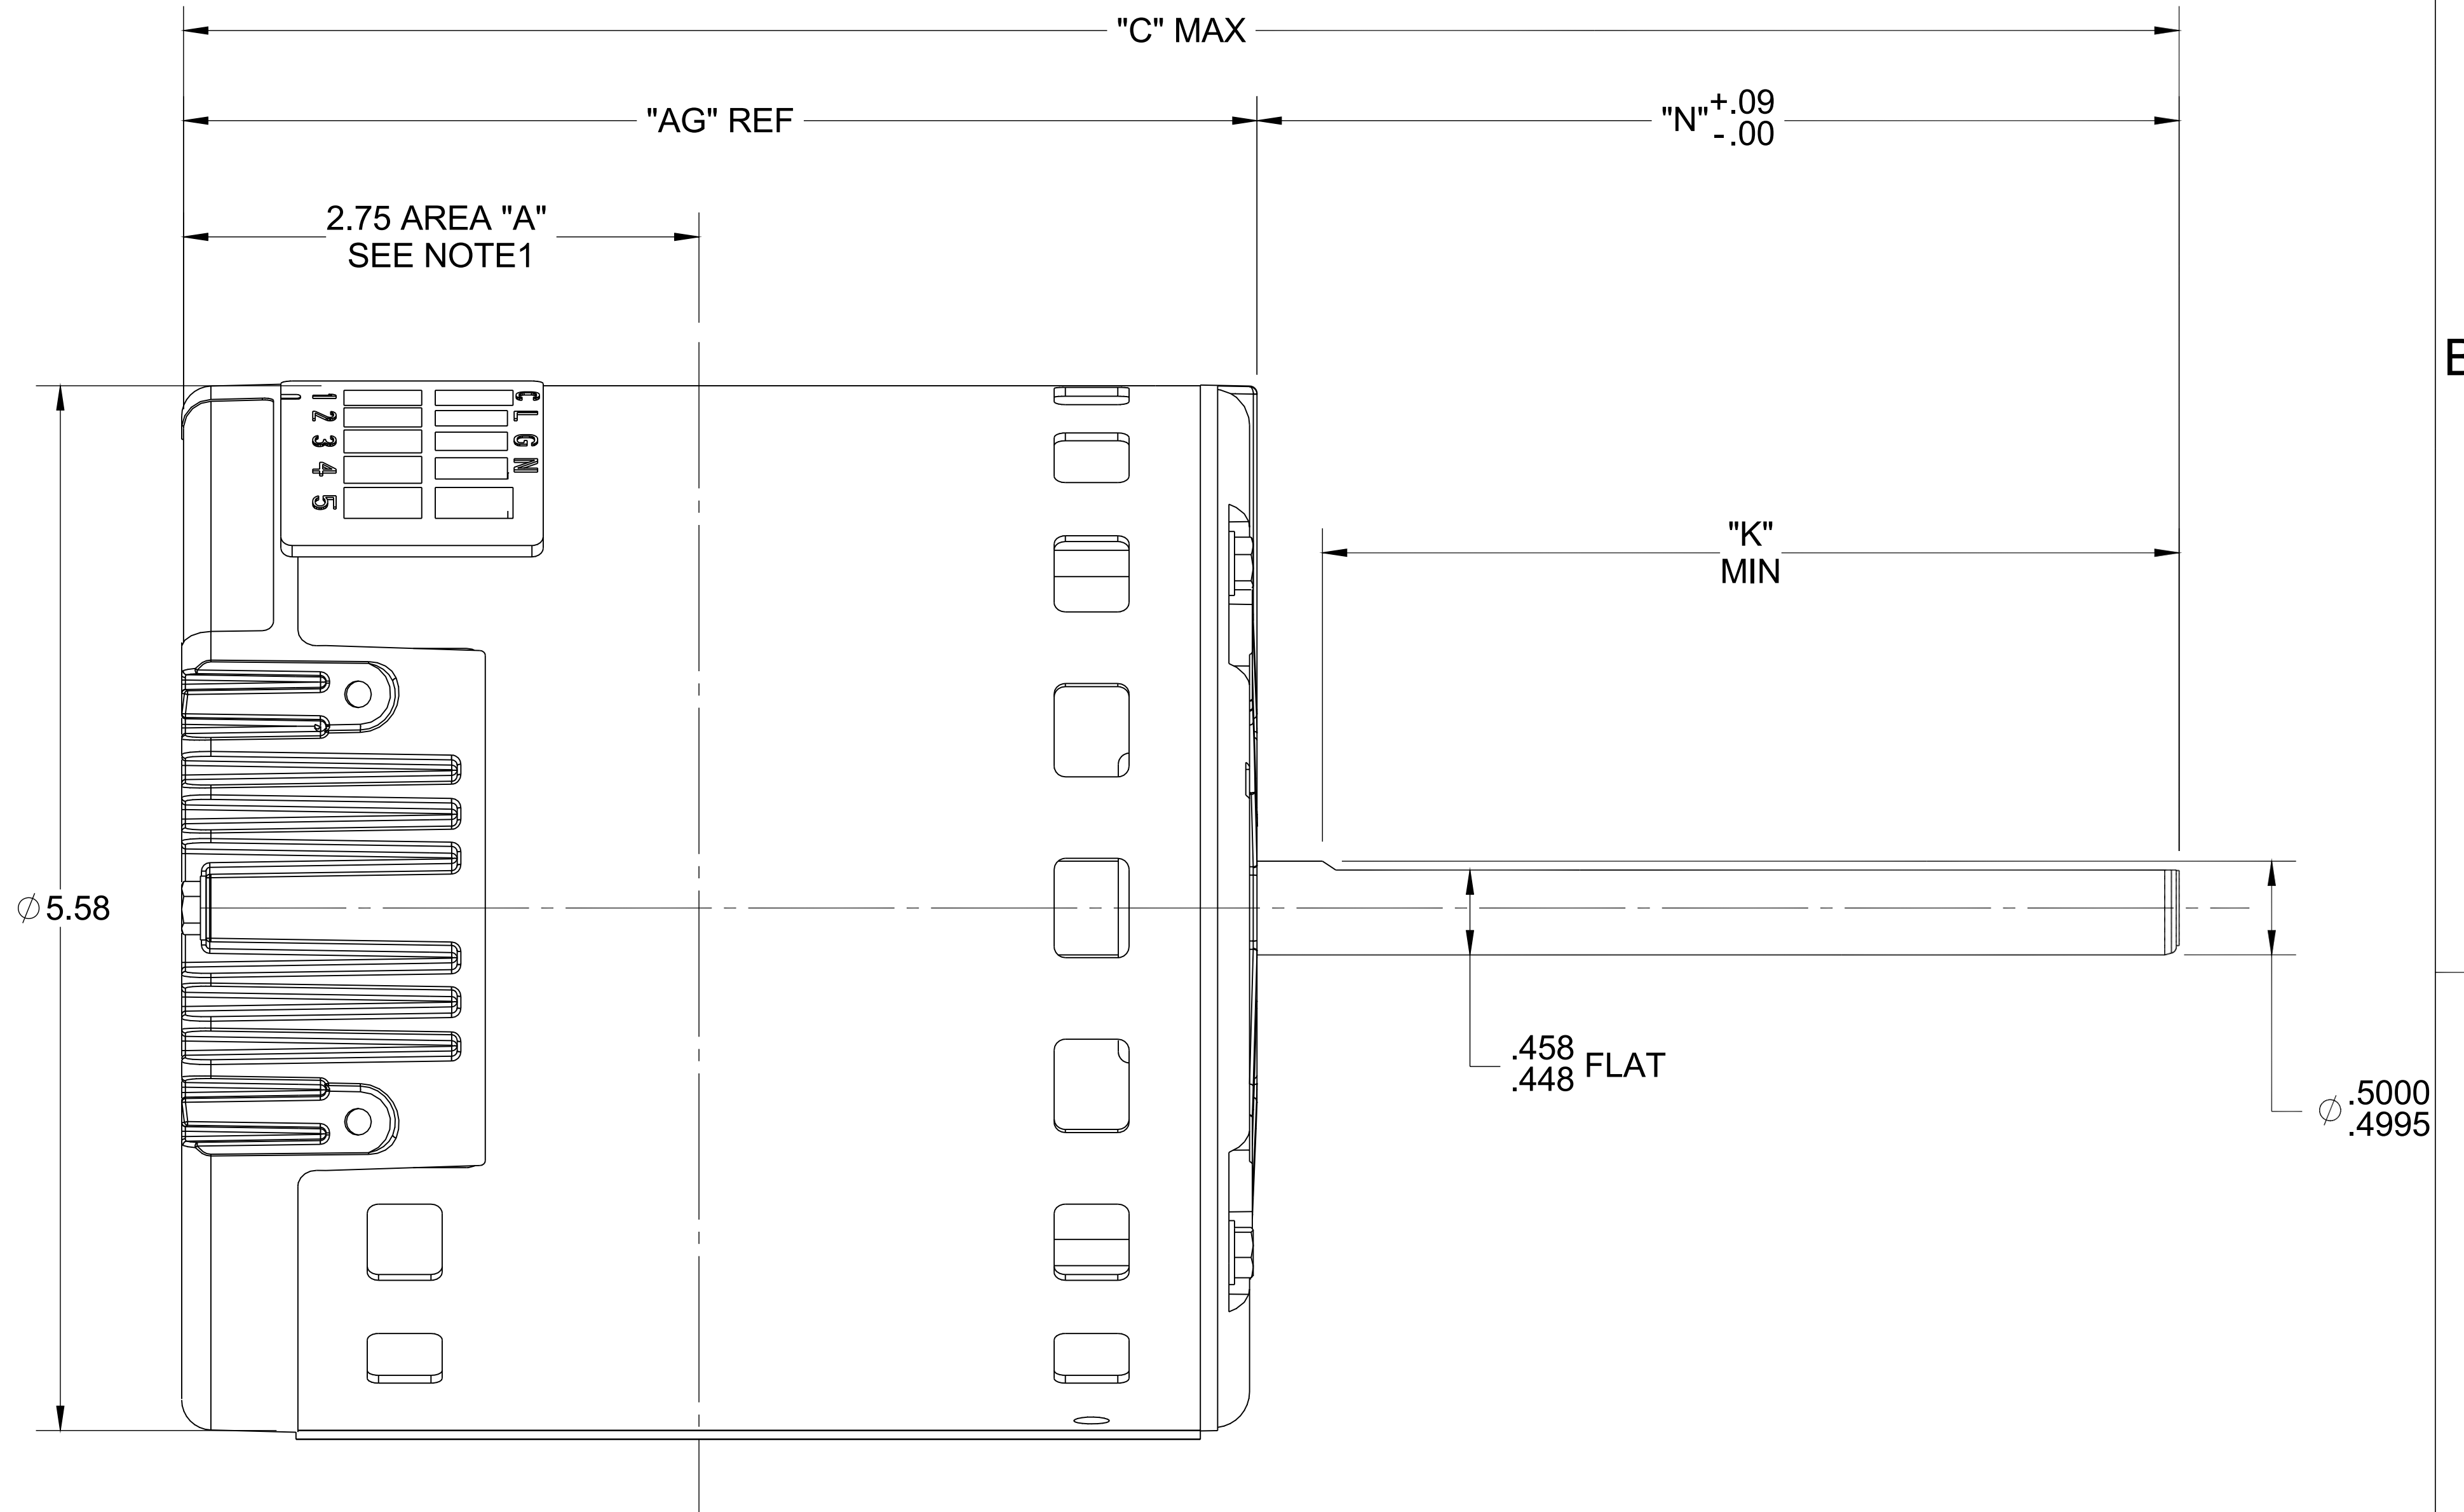 "C" MAX
"AG" REF
"N" +.09
-.00
2.75 AREA "A"
SEE NOTE1
1 C
2 L
3 G
4 N
5
"K"
MIN
∅ 5.58
.458
.448 FLAT
∅ .5000
.4995